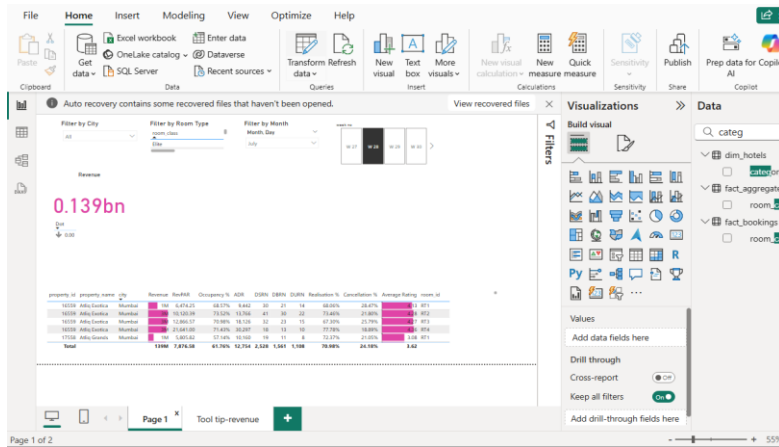 File Home Insert Modeling View Optimize Help
Paste
Get data
Excel workbook
OneLake catalog
SQL Server
Enter data
Dataverse
Recent sources
Transform data
Refresh
New visual
Text box
More visuals
New visual calculation
New measure
Quick measure
Sensitivity
Publish
Prep data for Copil AI
Clipboard Data Queries Insert Calculations Sensitivity Share Copilot
Auto recovery contains some recovered files that haven't been opened. View recovered files
Filter by City
All
Filter by Room Type
room_class
Elite
Filter by Month
Month, Day
July
W 27 W 28 W 29 W 30
Revenue
0.139bn
0.00
property_id property_name city Revenue RevPAR Occupancy % ADR DSRN DBRN DURN Realisation % Cancellation % Average Rating room_id
16559 Atliq Exotica Mumbai 68.57% 9,442 30 21 14 68.06% 28.47% RT1
16559 Atliq Exotica Mumbai 10,120.39 73.52% 13,766 41 30 22 73.46% 21.80% RT2
16559 Atliq Exotica Mumbai 12,866.57 70.98% 18,126 32 23 15 67.30% 25.79% RT3
16559 Atliq Exotica Mumbai 21,641.00 71.43% 30,297 18 13 10 77.78% 18.89% RT4
17558 Atliq Grands Mumbai 1M 5,805.82 57.14% 10,160 19 11 8 72.37% 21.05% 3.08 RT1
Total 139M 7,876.58 61.76% 12,754 2,528 1,561 1,108 70.98% 24.10% 3.62
Filters
Visualizations
Build visual
Values
Add data fields here
Drill through
Cross-report Off
Keep all filters On
Add drill-through fields here
Data
categ
dim_hotels
categor
fact_aggregate
room_c
fact_bookings
room_c
Page 1 Tool tip-revenue
Page 1 of 2
55%